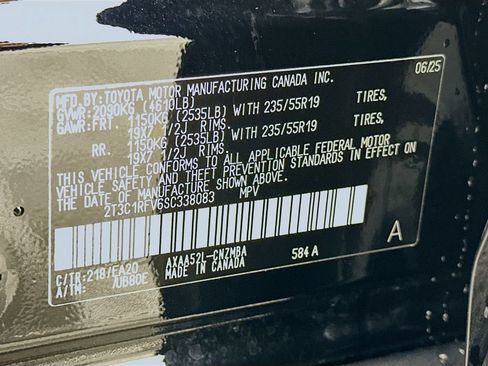 MFD.BY:TOYOTA MOTOR MANUFACTURING CANADA INC. 06/25
GVWR:2090KG (4610LB)
GAWR:FRT. 1150KG (2535LB) WITH 235/55R19 TIRES,
19X7 1/2J RIMS,
RR. 1150KG (2535LB) WITH 235/55R19 TIRES,
19X7 1/2J RIMS,
THIS VEHICLE CONFORMS TO ALL APPLICABLE FEDERAL MOTOR
VEHICLE SAFETY AND THEFT PREVENTION STANDARDS IN EFFECT ON
THE DATE OF MANUFACTURE SHOWN ABOVE.
2T3C1RFV6SC338083 MPV
A
C/TR:218/EA20 AXAA52L-CNZMBA 584 A
A/TM: /UB80E MADE IN CANADA